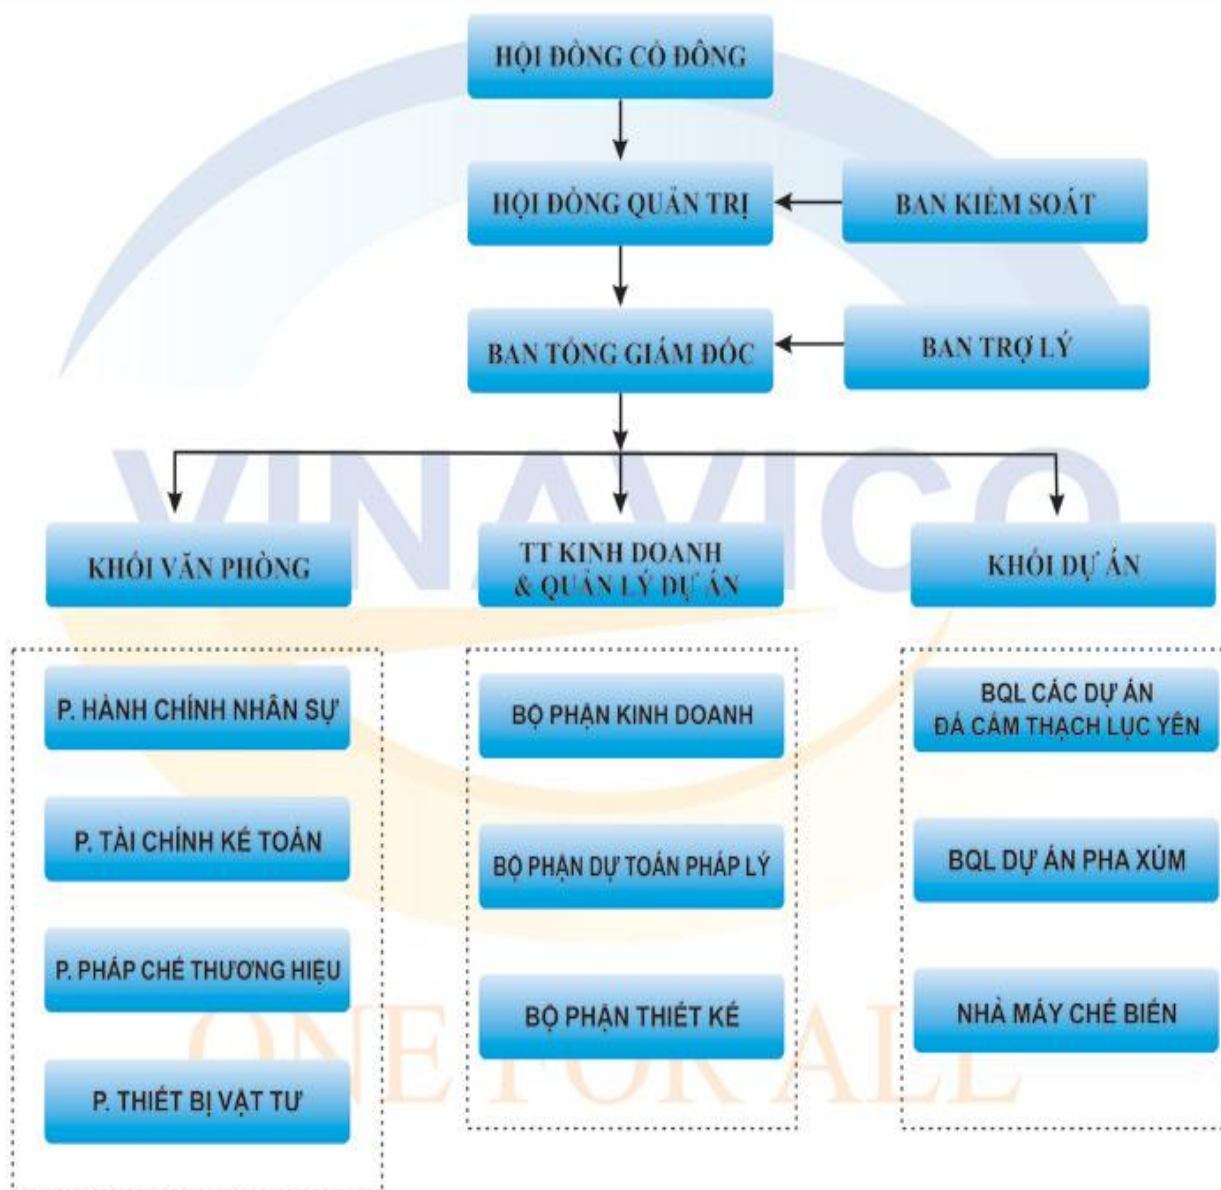 HỘI ĐỒNG CỔ ĐÔNG
HỘI ĐỒNG QUẢN TRỊ
BAN KIỂM SOÁT
BAN TỔNG GIÁM ĐỐC
BAN TRỢ LÝ
VINAVICO
KHỐI VĂN PHÒNG
TT KINH DOANH
& QUẢN LÝ DỰ ÁN
KHỐI DỰ ÁN
P. HÀNH CHÍNH NHÂN SỰ
P. TÀI CHÍNH KẾ TOÁN
P. PHÁP CHẾ THƯƠNG HIỆU
P. THIẾT BỊ VẬT TƯ
BỘ PHẬN KINH DOANH
BỘ PHẬN DỰ TOÁN PHÁP LÝ
BỘ PHẬN THIẾT KẾ
BQL CÁC DỰ ÁN
ĐÁ CẨM THẠCH LỤC YÊN
BQL DỰ ÁN PHA XÚM
NHÀ MÁY CHẾ BIẾN
ONE FOR ALL